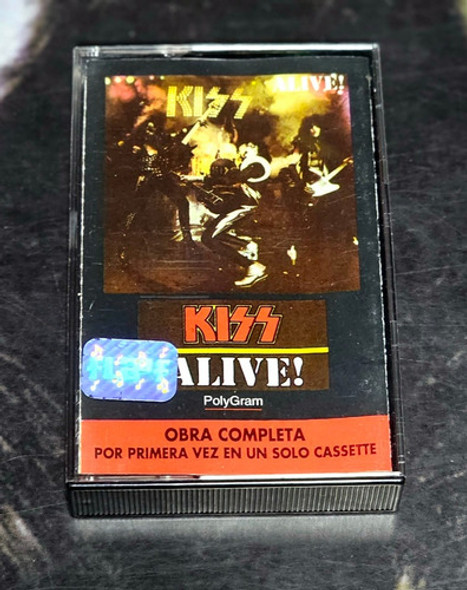 KISS
ALIVE!
KISS
ALIVE!
PolyGram
OBRA COMPLETA
POR PRIMERA VEZ EN UN SOLO CASSETTE